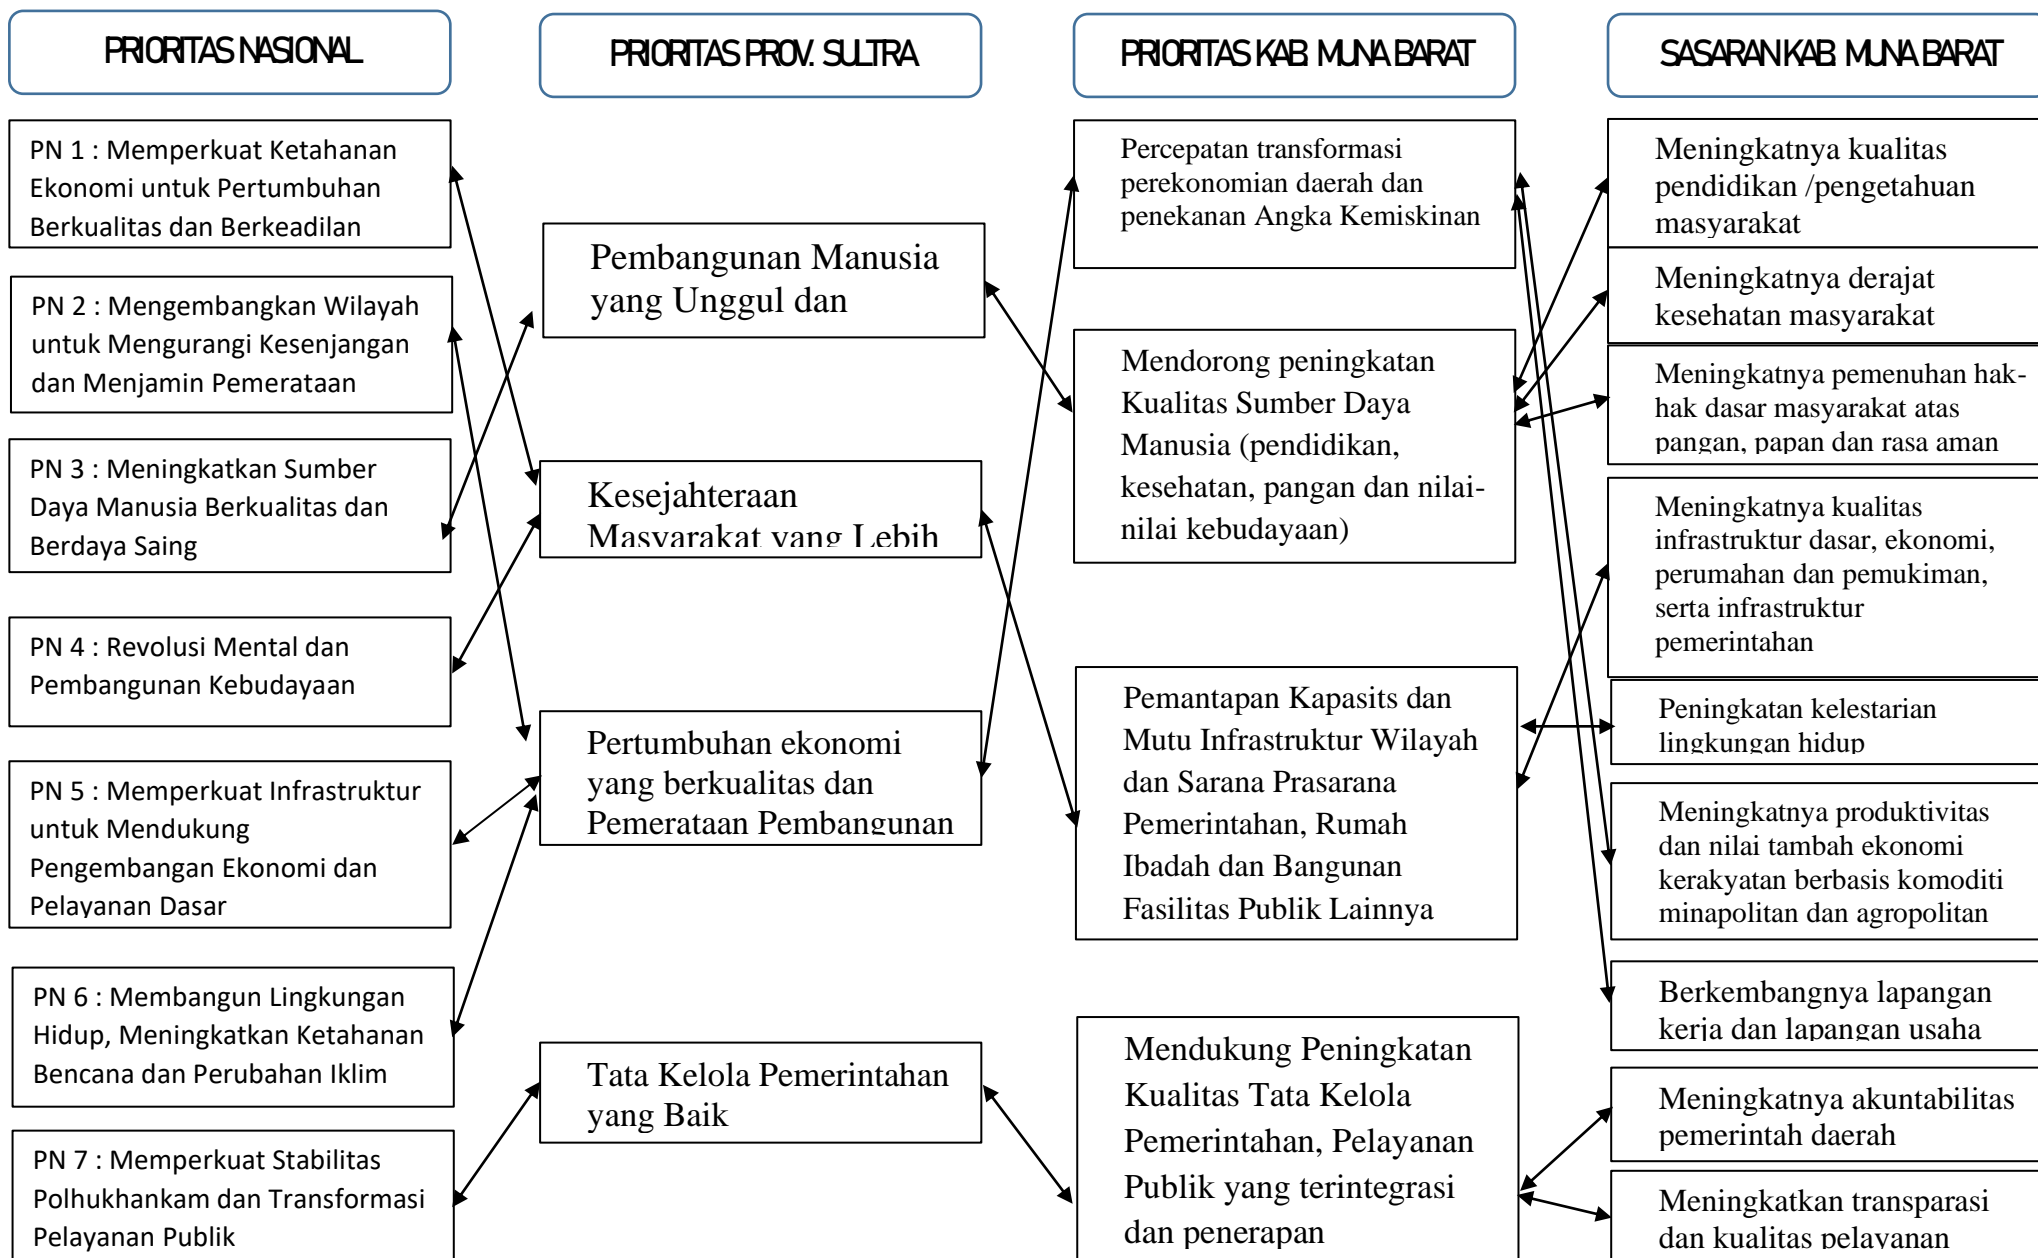 PRIORITAS NASIONAL
PN 1 : Memperkuat Ketahanan
Ekonomi untuk Pertumbuhan
Berkualitas dan Berkeadilan
PN 2 : Mengembangkan Wilayah
untuk Mengurangi Kesenjangan
dan Menjamin Pemerataan
PN 3 : Meningkatkan Sumber
Daya Manusia Berkualitas dan
Berdaya Saing
PN 4 : Revolusi Mental dan
Pembangunan Kebudayaan
PN 5 : Memperkuat Infrastruktur
untuk Mendukung
Pengembangan Ekonomi dan
Pelayanan Dasar
PN 6 : Membangun Lingkungan
Hidup, Meningkatkan Ketahanan
Bencana dan Perubahan Iklim
PN 7 : Memperkuat Stabilitas
Polhukhankam dan Transformasi
Pelayanan Publik
PRIORITAS PROV. SULTRA
Pembangunan Manusia
yang Unggul dan
Kesejahteraan
Masyarakat yang Lebih
Pertumbuhan ekonomi
yang berkualitas dan
Pemerataan Pembangunan
Tata Kelola Pemerintahan
yang Baik
PRIORITAS KAB. MUNA BARAT
Percepatan transformasi
perekonomian daerah dan
penekanan Angka Kemiskinan
Mendorong peningkatan
Kualitas Sumber Daya
Manusia (pendidikan,
kesehatan, pangan dan nilai-
nilai kebudayaan)
Pemantapan Kapasits dan
Mutu Infrastruktur Wilayah
dan Sarana Prasarana
Pemerintahan, Rumah
Ibadah dan Bangunan
Fasilitas Publik Lainnya
Mendukung Peningkatan
Kualitas Tata Kelola
Pemerintahan, Pelayanan
Publik yang terintegrasi
dan penerapan
SASARAN KAB. MUNA BARAT
Meningkatnya kualitas
pendidikan /pengetahuan
masyarakat
Meningkatnya derajat
kesehatan masyarakat
Meningkatnya pemenuhan hak-
hak dasar masyarakat atas
pangan, papan dan rasa aman
Meningkatnya kualitas
infrastruktur dasar, ekonomi,
perumahan dan pemukiman,
serta infrastruktur
pemerintahan
Peningkatan kelestarian
lingkungan hidup
Meningkatnya produktivitas
dan nilai tambah ekonomi
kerakyatan berbasis komoditi
minapolitan dan agropolitan
Berkembangnya lapangan
kerja dan lapangan usaha
Meningkatnya akuntabilitas
pemerintah daerah
Meningkatkan transparasi
dan kualitas pelayanan